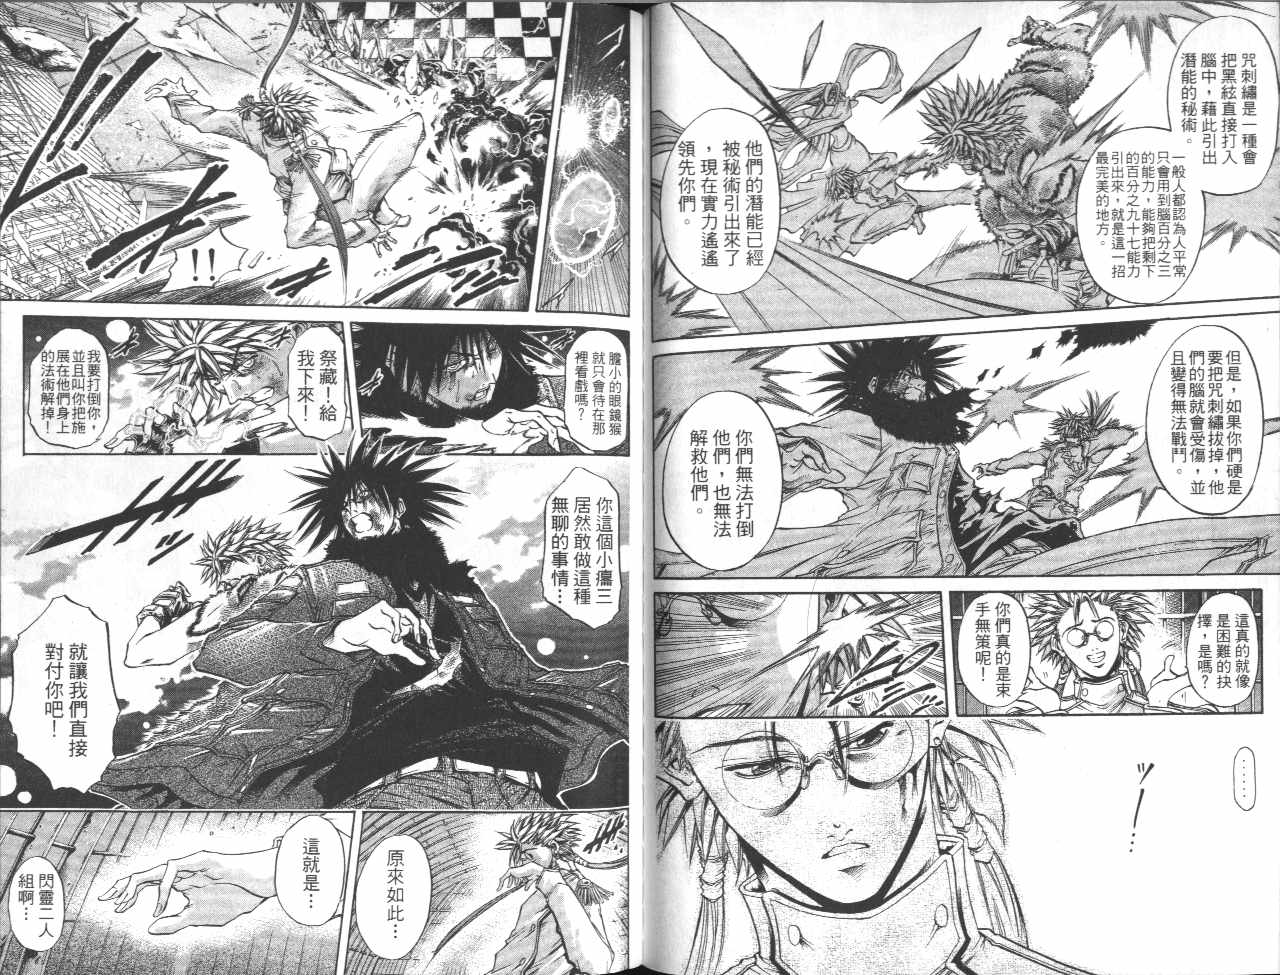 咒刺繡是一種會
把黑絃直接打入
腦中，藉此引出
潛能的秘術。
一般人都認為人平常
只會用到腦百分之三
的能力，能夠把剩下
的百分之九十七能力
引出來，就是這一招
最完美的地方。
他們的潛能已經
被秘術引出來了
，現在實力遙遙
領先你們。
但是，如果你們硬是
要把咒刺繡拔掉，他
們的腦就會受傷，並
且變得無法戰鬥。
你們無法打倒
他們，也無法
解救他們。
這真的就像
是困難的抉
擇，是嗎？
你們真的是束
手無策呢！
……
ツ…
!!
膽小的眼鏡猴
就只會待在那
裡看戲嗎？
祭藏！給
我下來！
我要打倒你，
並且叫你把施
展在他們身上
的法術解掉！
你這個小癟三
居然敢做這種
無聊的事情…
就讓我們直接
對付你吧！
原來如此…
這就是…
閃靈二人
組啊…